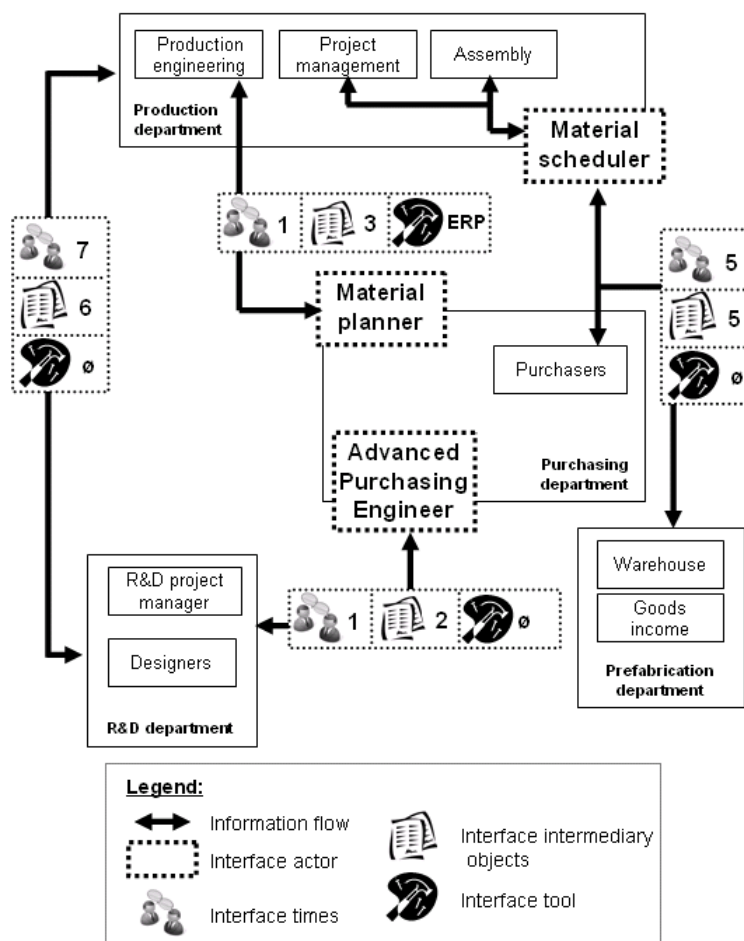 Production
engineering
Project
management
Assembly
Production
department
Material
scheduler
1
3
ERP
7
6
ø
5
5
ø
Material
planner
Purchasers
Advanced
Purchasing
Engineer
Purchasing
department
R&D project
manager
Designers
R&D department
1
2
ø
Warehouse
Goods
income
Prefabrication
department
Legend:
Information flow
Interface actor
Interface times
Interface intermediary
objects
Interface tool